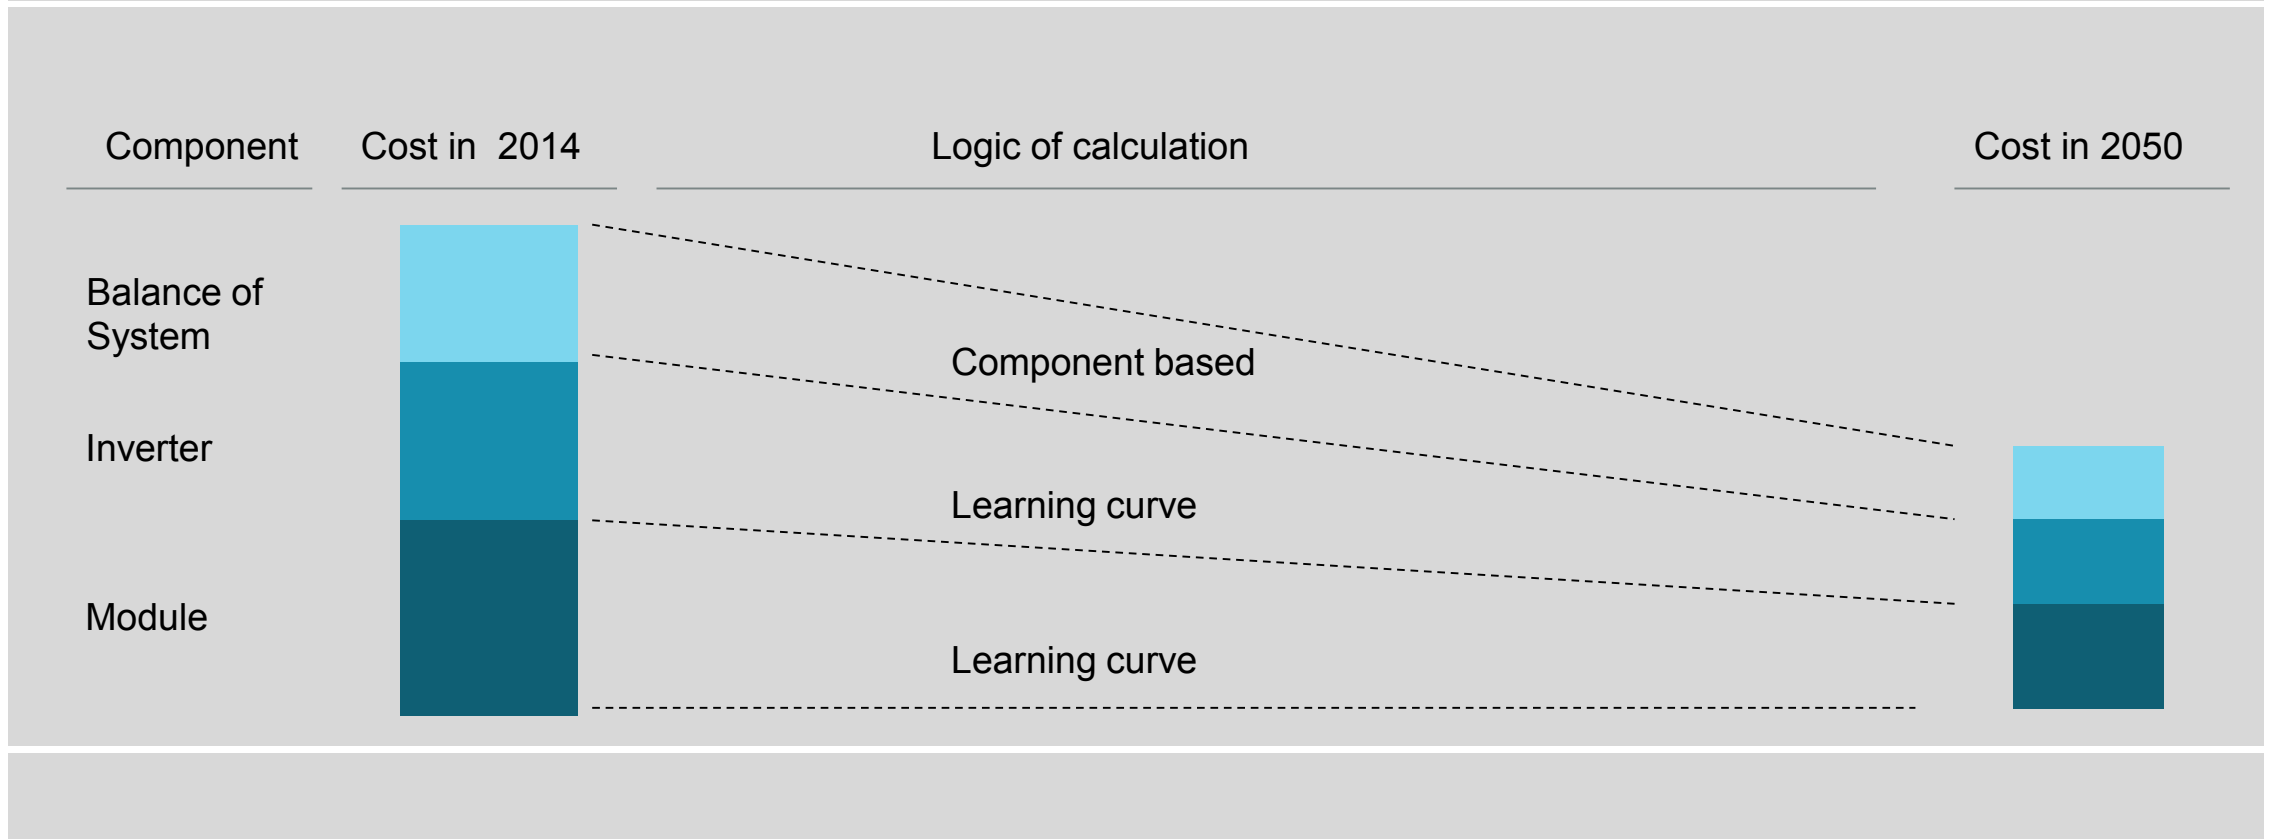 Component
Cost in  2014
Logic of calculation
Cost in 2050
Balance of
System
Component based
Inverter
Learning curve
Module
Learning curve